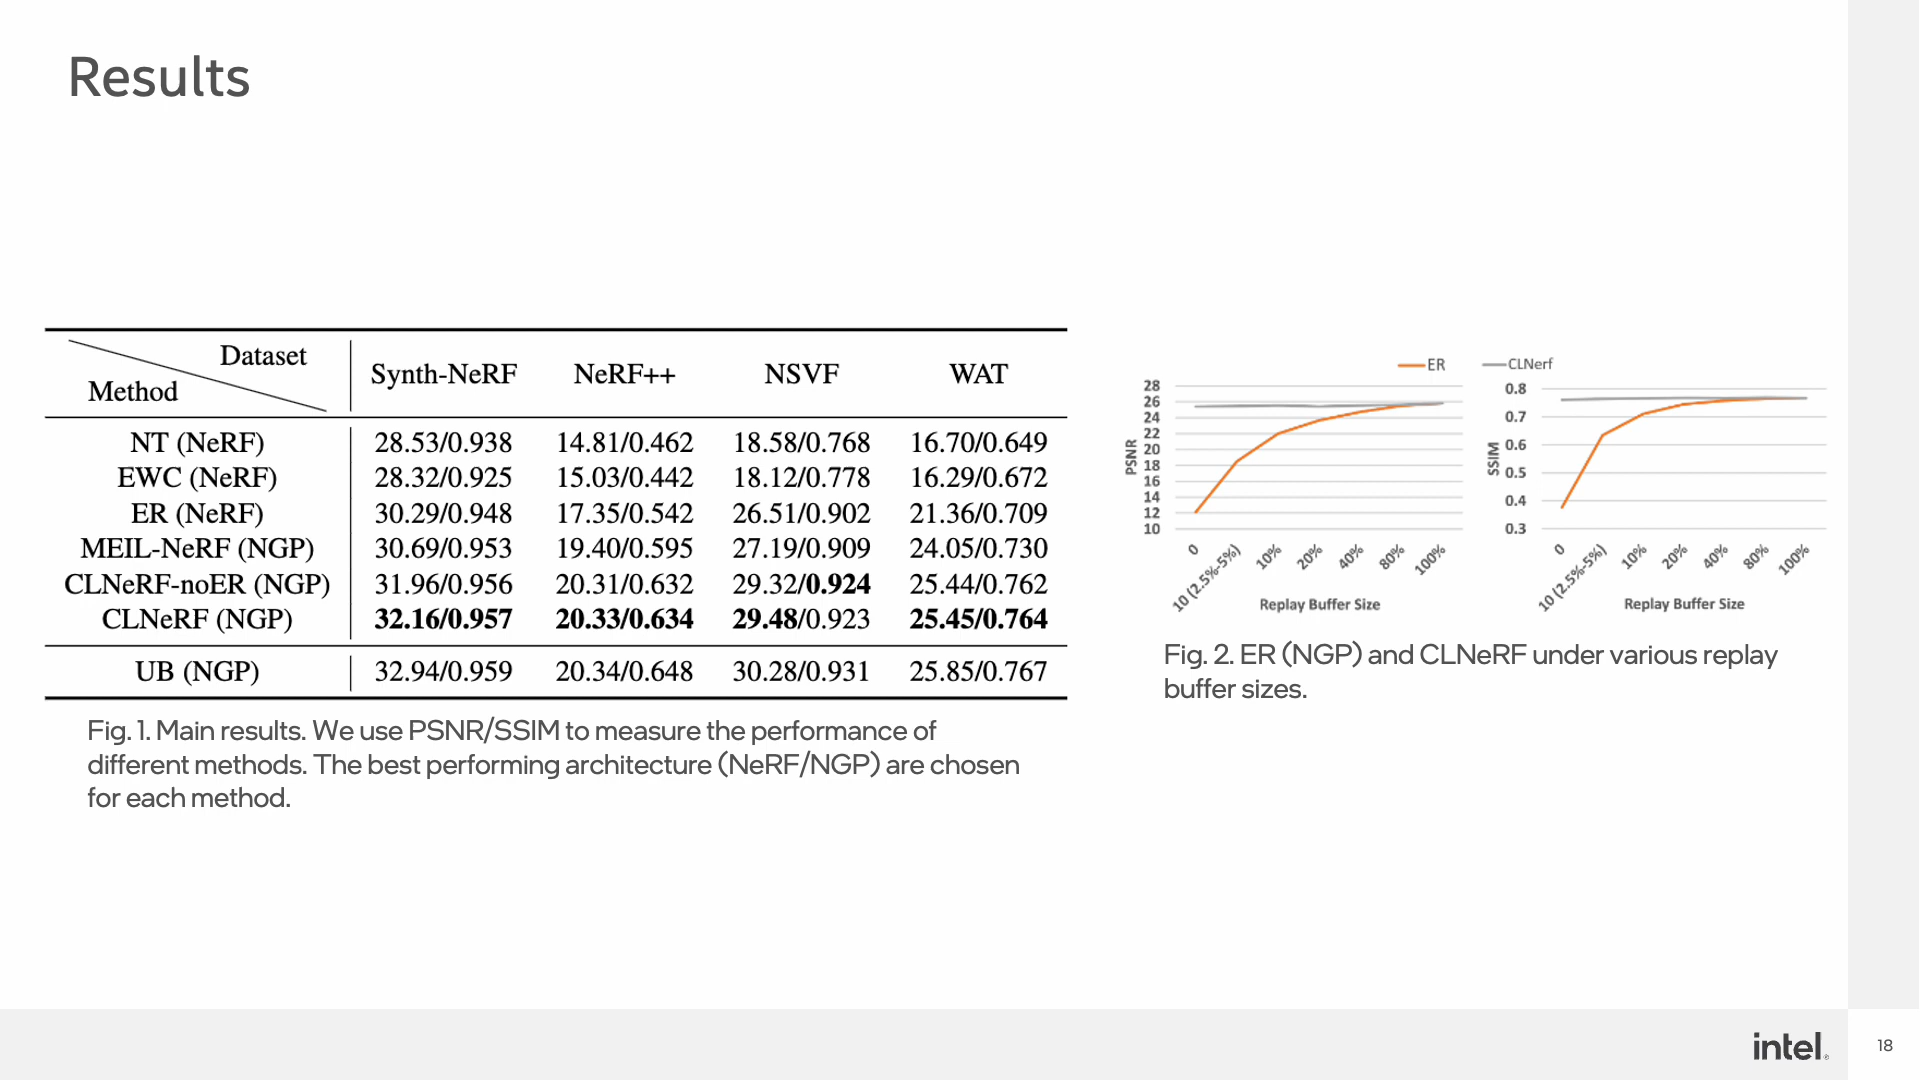 Results
Dataset
Method
Synth-NeRF NeRF++ NSVF WAT
NT (NeRF) 28.53/0.938 14.81/0.462 18.58/0.768 16.70/0.649
EWC (NeRF) 28.32/0.925 15.03/0.442 18.12/0.778 16.29/0.672
ER (NeRF) 30.29/0.948 17.35/0.542 26.51/0.902 21.36/0.709
MEIL-NeRF (NGP) 30.69/0.953 19.40/0.595 27.19/0.909 24.05/0.730
CLNeRF-noER (NGP) 31.96/0.956 20.31/0.632 29.32/0.924 25.44/0.762
CLNeRF (NGP) 32.16/0.957 20.33/0.634 29.48/0.923 25.45/0.764
UB (NGP) 32.94/0.959 20.34/0.648 30.28/0.931 25.85/0.767
Fig. 1. Main results. We use PSNR/SSIM to measure the performance of
different methods. The best performing architecture (NeRF/NGP) are chosen
for each method.
ER CLNerf
PSNR
28
26
24
22
20
18
16
14
12
10
0 10 (2.5%-5%) 10% 20% 40% 80% 100%
Replay Buffer Size
SSIM
0.8
0.7
0.6
0.5
0.4
0.3
0 10 (2.5%-5%) 10% 20% 40% 80% 100%
Replay Buffer Size
Fig. 2. ER (NGP) and CLNeRF under various replay
buffer sizes.
intel
18